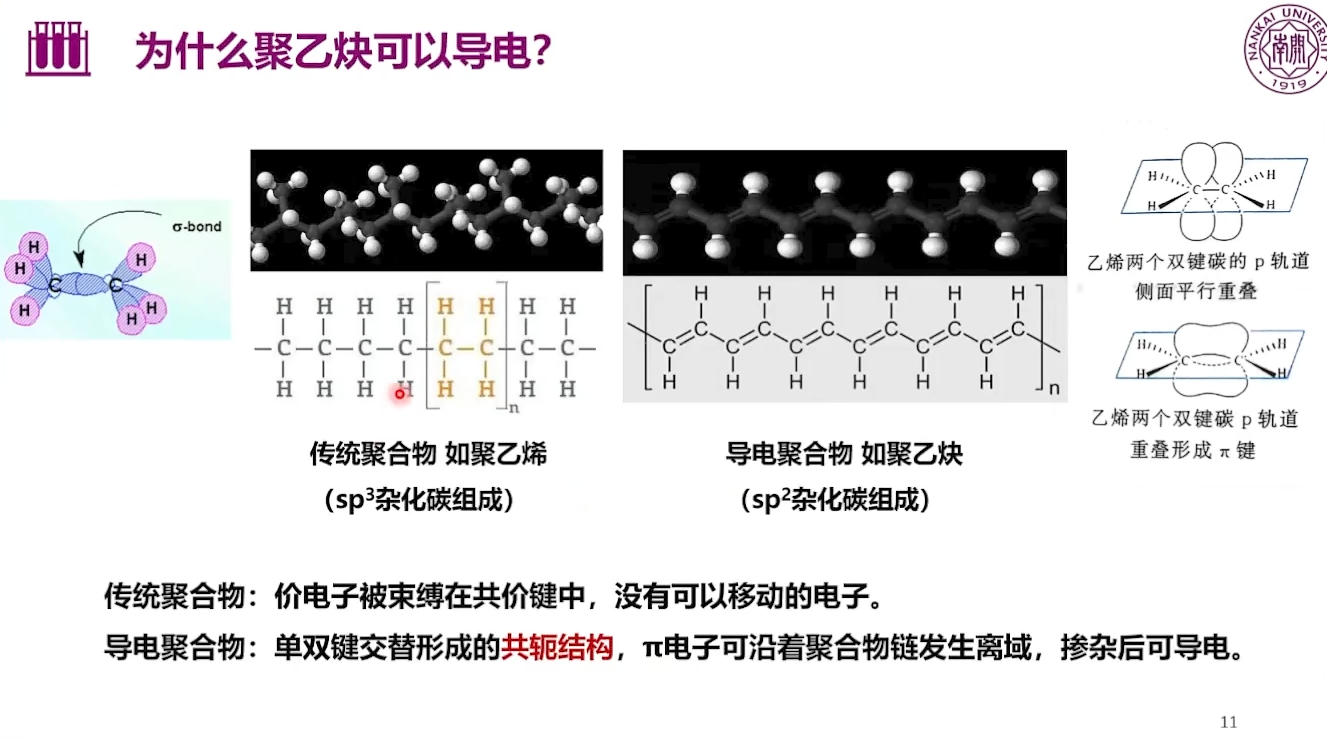 为什么聚乙炔可以导电?
NANKAI UNIVERSITY
南開
1919
σ-bond
H
H
H
C
C
H
H
H
H H H H H H H H
C C C C C C C C
H H H H H H H H
n
H H H H H H
C C C C C C
C C C C C C
H H H H H H
n
H H
C C
H H
乙烯两个双键碳的 p 轨道
侧面平行重叠
H H
C C
H H
乙烯两个双键碳 p 轨道
重叠形成 π 键
传统聚合物 如聚乙烯
(sp³杂化碳组成)
导电聚合物 如聚乙炔
(sp²杂化碳组成)
传统聚合物：价电子被束缚在共价键中，没有可以移动的电子。
导电聚合物：单双键交替形成的共轭结构，π电子可沿着聚合物链发生离域，掺杂后可导电。
11